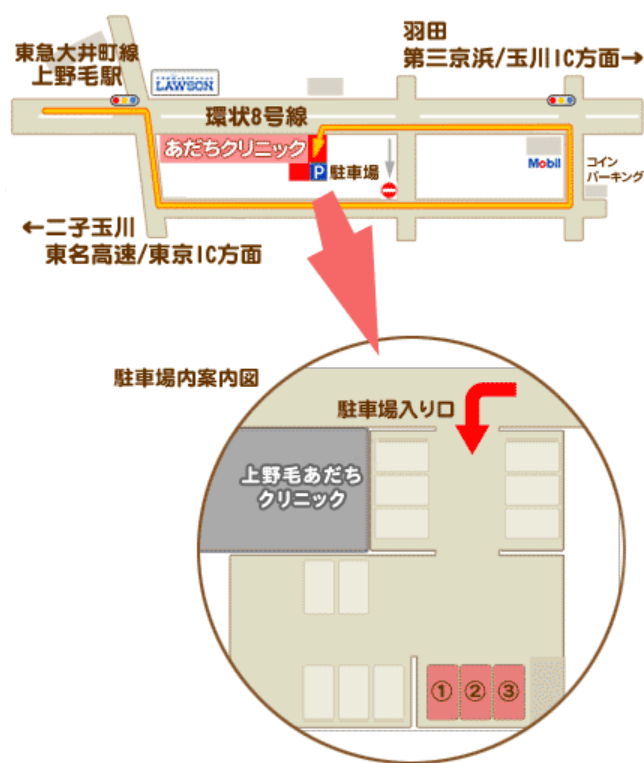 東急大井町線
上野毛駅
LAWSON
羽田
第三京浜/玉川IC方面→
環状8号線
あだちクリニック
P 駐車場
Mobil
コイン
パーキング
←二子玉川
東名高速/東京IC方面
駐車場内案内図
駐車場入り口
上野毛あだち
クリニック
① ② ③